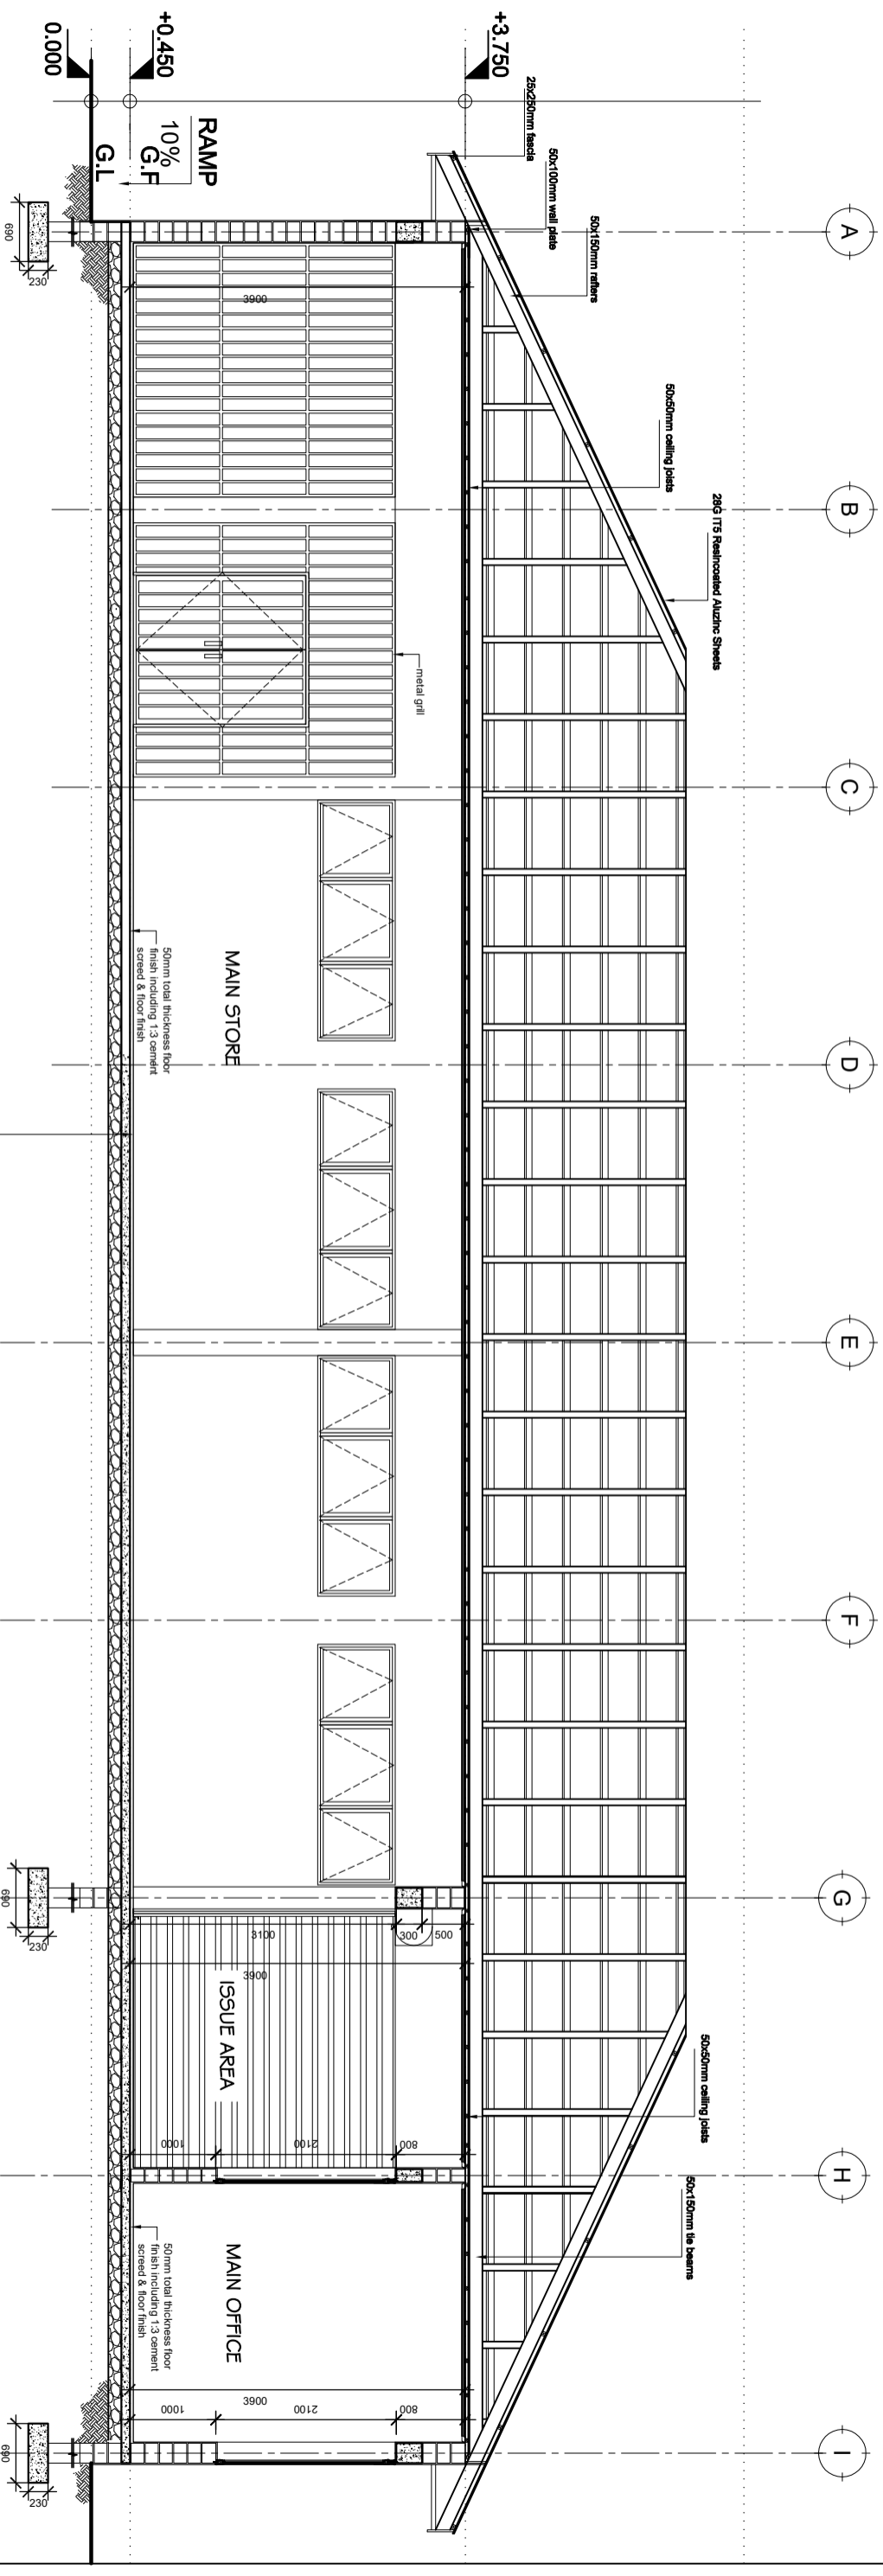 A
B
C
D
E
F
G
H
I
28G IT5 Resincoated Aluzinc Sheets
50x50mm ceiling joists
50x150mm rafters
50x100mm wall plate
25x250mm fascia
50x50mm ceiling joists
50x150mm tie beams
+3.750
+0.450
0.000
RAMP
10%
G.F
G.L
3900
metal grill
MAIN STORE
50mm total thickness floor
finish including 1:3 cement
screed & floor finish
500
300
3100
3900
ISSUE AREA
800
2100
1000
MAIN OFFICE
50mm total thickness floor
finish including 1:3 cement
screed & floor finish
3900
800
2100
1000
230
690
230
690
230
690